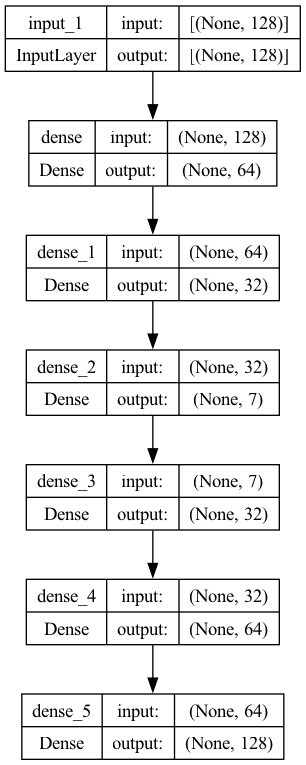 input_1 input: [(None, 128)]
InputLayer output: [(None, 128)]
dense input: (None, 128)
Dense output: (None, 64)
dense_1 input: (None, 64)
Dense output: (None, 32)
dense_2 input: (None, 32)
Dense output: (None, 7)
dense_3 input: (None, 7)
Dense output: (None, 32)
dense_4 input: (None, 32)
Dense output: (None, 64)
dense_5 input: (None, 64)
Dense output: (None, 128)